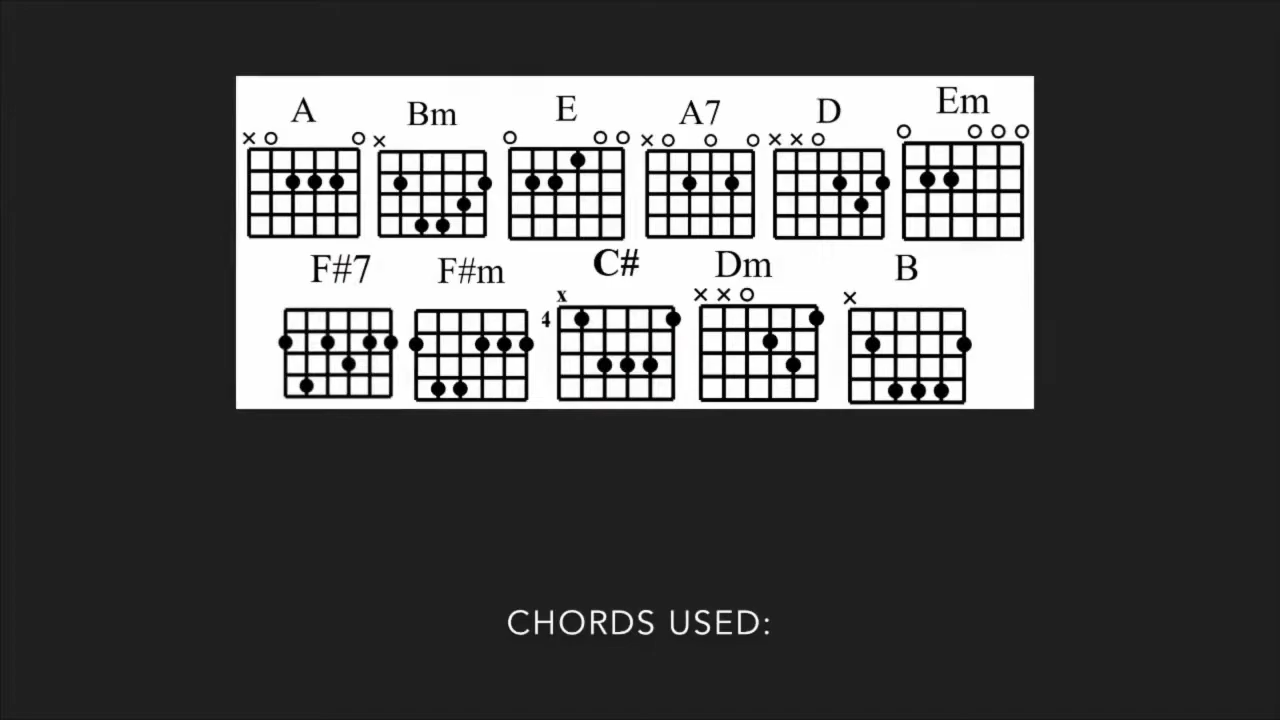 A Bm E A7 D Em
x o o x o o o x o o o x x o o o o o
F#7 F#m C# Dm B
x x x o x
4
CHORDS USED: